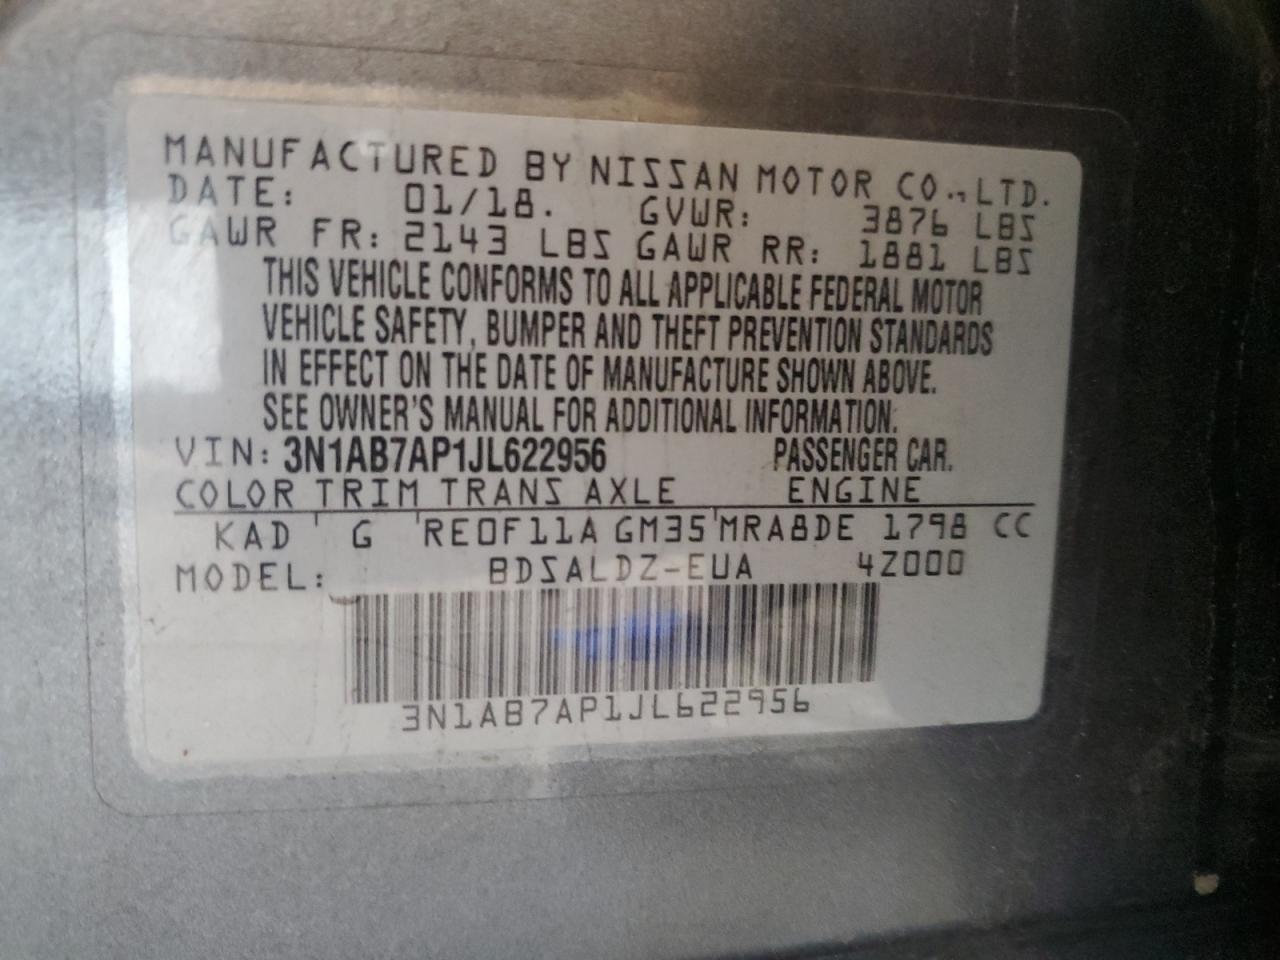 MANUFACTURED BY NISSAN MOTOR CO.,LTD.
DATE: 01/18. GVWR: 3876 LBS
GAWR FR: 2143 LBS GAWR RR: 1881 LBS
THIS VEHICLE CONFORMS TO ALL APPLICABLE FEDERAL MOTOR
VEHICLE SAFETY, BUMPER AND THEFT PREVENTION STANDARDS
IN EFFECT ON THE DATE OF MANUFACTURE SHOWN ABOVE.
SEE OWNER'S MANUAL FOR ADDITIONAL INFORMATION.
VIN: 3N1AB7AP1JL622956 PASSENGER CAR.
COLOR TRIM TRANS AXLE ENGINE
KAD G RE0F11A GM35 MRA8DE 1798 CC
MODEL: BDSALDZ-EUA 4Z000
3N1AB7AP1JL622956